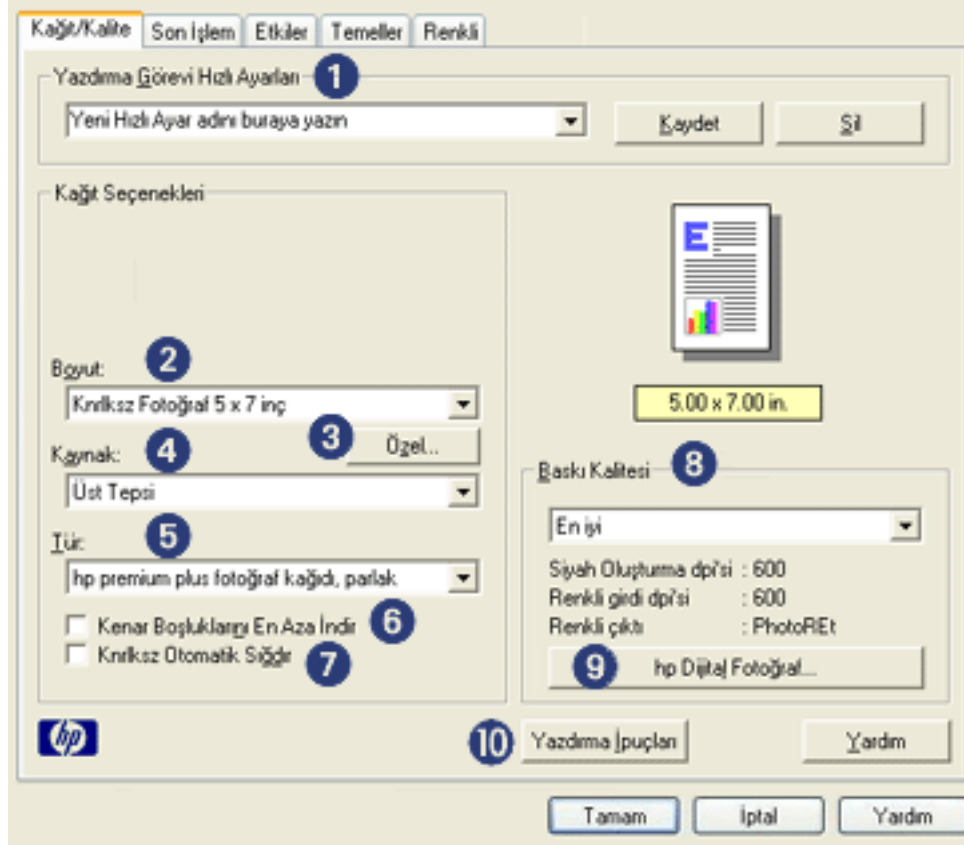 Kağıt/Kalite Son İşlem Etkiler Temeller Renkli
Yazdırma Görevi Hızlı Ayarları 1
Yeni Hızlı Ayar adını buraya yazın Kaydet Sil
Kağıt Seçenekleri
E
Boyut: 2
Knrlksz Fotoğraf 5 x 7 inç
5.00 x 7.00 in.
3 Özel...
Kaynak: 4
Üst Tepsi
Tür: 5
hp premium plus fotoğraf kağıdı, parlak
Kenar Boşluklarını En Aza İndir 6
Knrlksz Otomatik Sığdır 7
Baskı Kalitesi 8
En iyi
Siyah Oluşturma dpi'si : 600
Renkli girdi dpi'si : 600
Renkli çıktı : PhotoREt
9 hp Dijital Fotoğraf...
hp
10 Yazdırma İpuçları Yardım
Tamam İptal Yardım